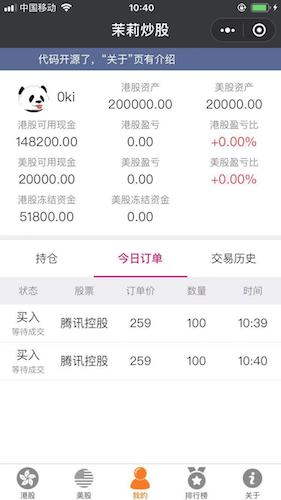 中国移动 10:40
茉莉炒股
代码开源了，“关于”页有介绍
0ki
港股资产 美股资产
200000.00 20000.00
港股可用现金 港股盈亏 港股盈亏比
148200.00 0.00 +0.00%
美股可用现金 美股盈亏 美股盈亏比
20000.00 0.00 +0.00%
港股冻结资金 美股冻结资金
51800.00 0.00
持仓 今日订单 交易历史
状态 股票 订单价 数量 时间
买入 腾讯控股 259 100 10:39
等待成交
买入 腾讯控股 259 100 10:40
等待成交
港股 美股 我的 排行榜 关于